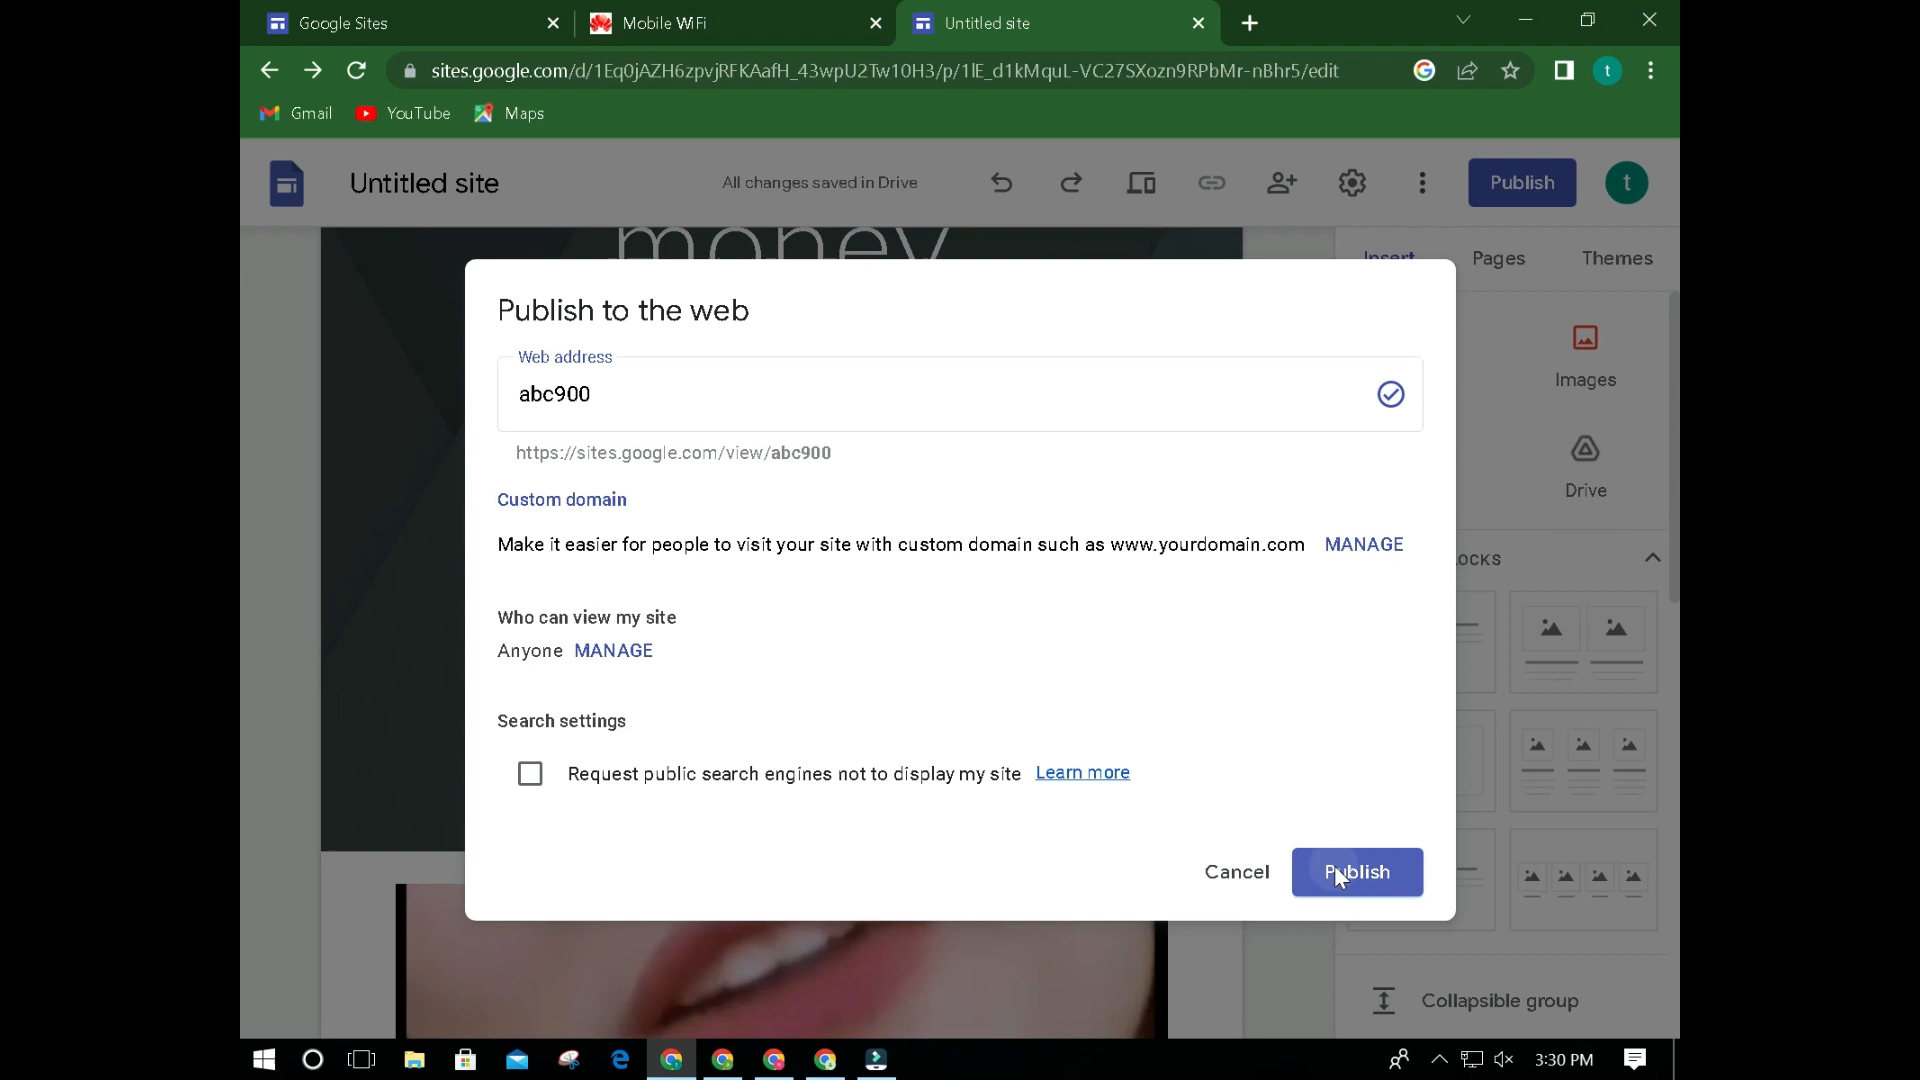 Google Sites
Mobile WiFi
Untitled site
sites.google.com/d/1Eq0jAZH6zpvjRFKAafH_43wpU2Tw10H3/p/1lE_d1kMquL-VC27SXozn9RPbMr-nBhr5/edit
t
Gmail
YouTube
Maps
Untitled site
All changes saved in Drive
Publish
t
money
Insert
Pages
Themes
Publish to the web
Web address
abc900
https://sites.google.com/view/abc900
Custom domain
Make it easier for people to visit your site with custom domain such as www.yourdomain.com MANAGE
Who can view my site
Anyone MANAGE
Search settings
Request public search engines not to display my site Learn more
Cancel
Publish
Images
Drive
OCKS
Collapsible group
3:30 PM